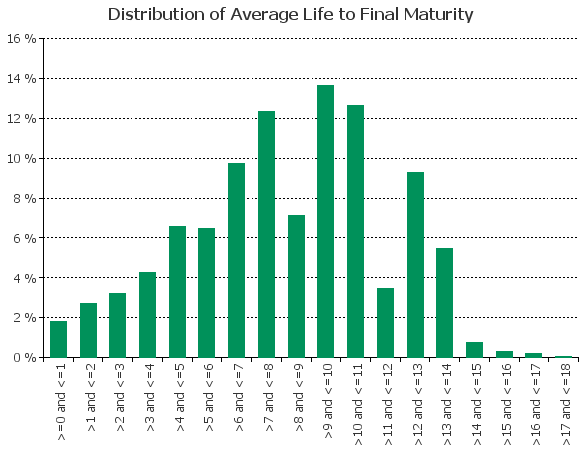 Distribution of Average Life to Final Maturity
16 %
14 %
12 %
10 %
8 %
6 %
4 %
2 %
0 %
>=0 and <=1
>1 and <=2
>2 and <=3
>3 and <=4
>4 and <=5
>5 and <=6
>6 and <=7
>7 and <=8
>8 and <=9
>9 and <=10
>10 and <=11
>11 and <=12
>12 and <=13
>13 and <=14
>14 and <=15
>15 and <=16
>16 and <=17
>17 and <=18